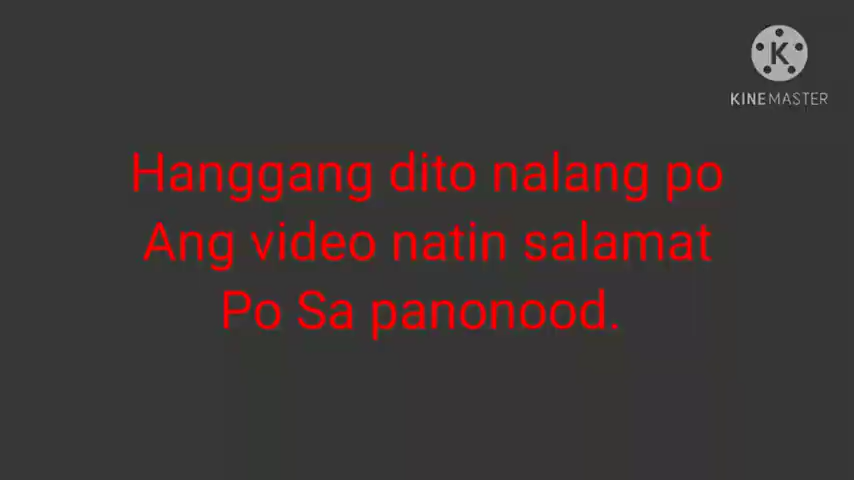 K
KINEMASTER
Hanggang dito nalang po
Ang video natin salamat
Po Sa panonood.